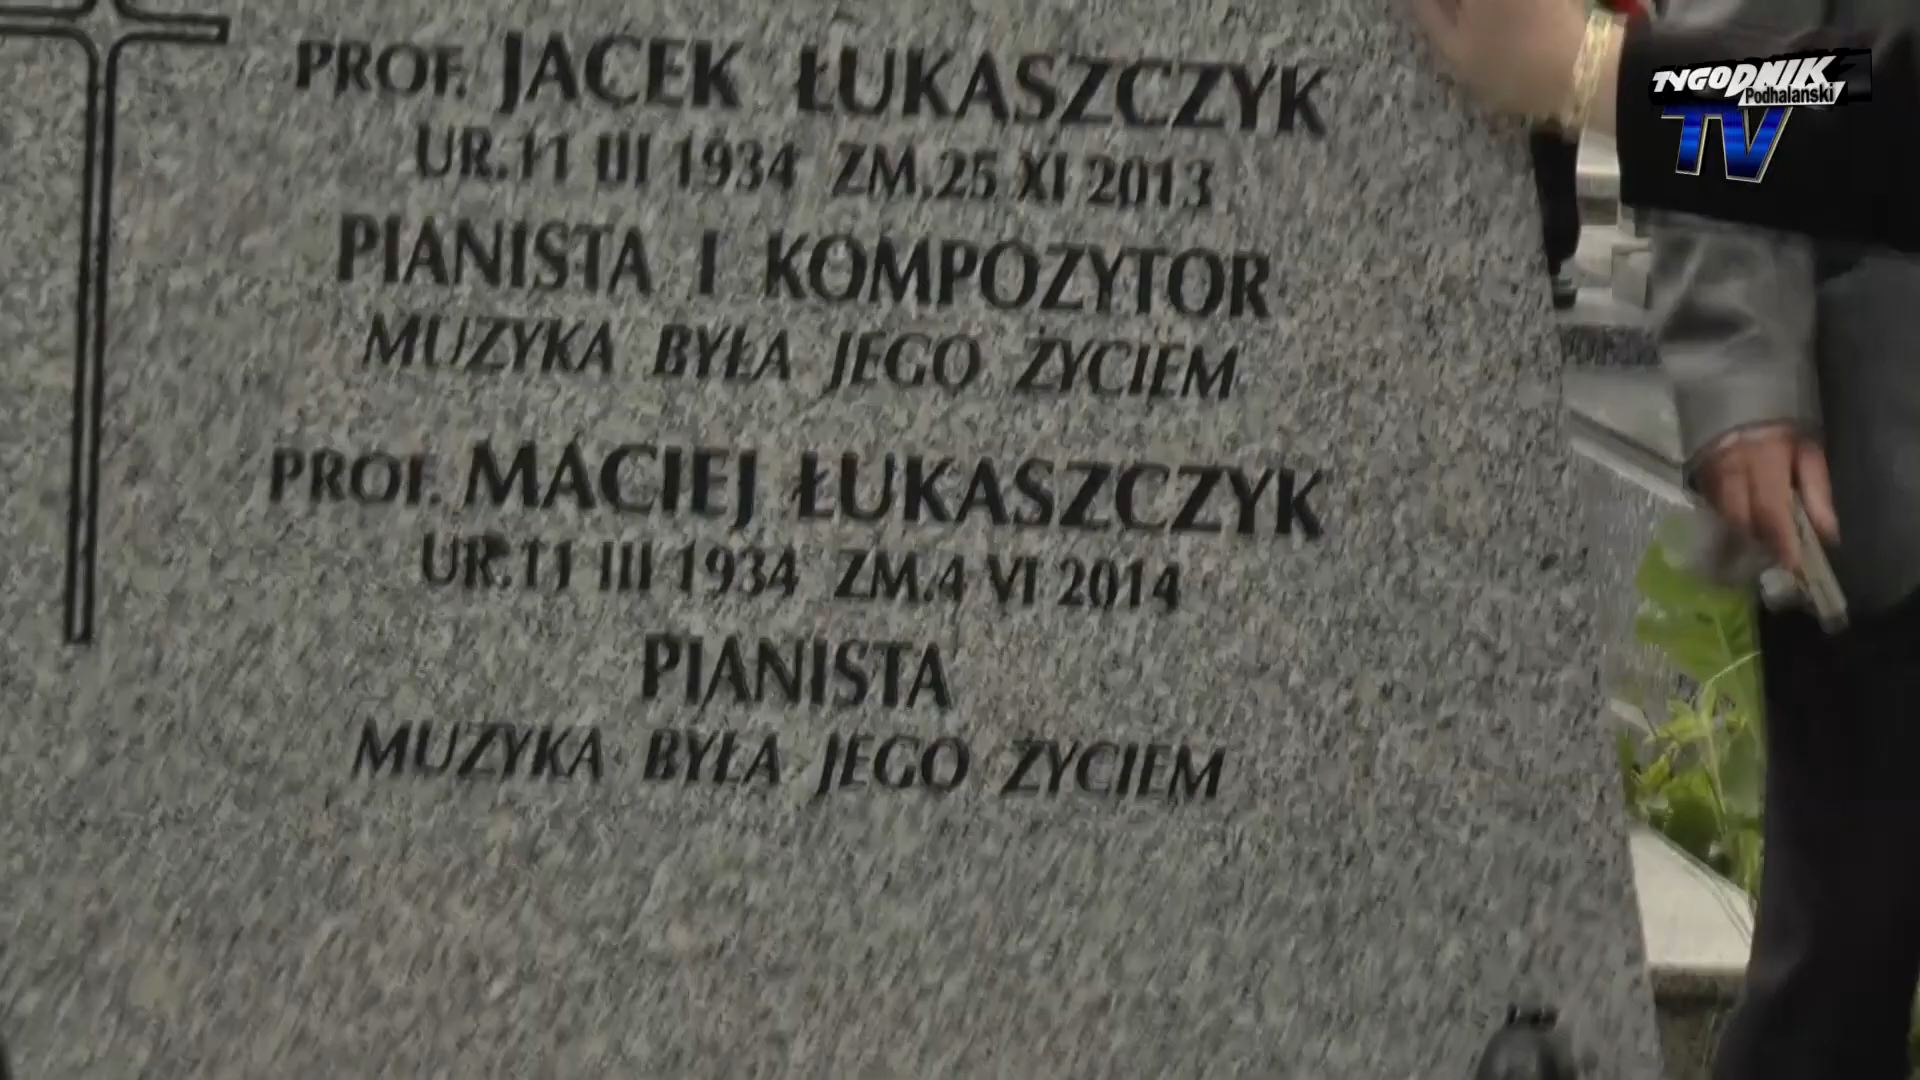 PROF. JACEK ŁUKASZCZYK
UR.11 III 1934 ZM.25 XI 2013
PIANISTA I KOMPOZYTOR
MUZYKA BYŁA JEGO ŻYCIEM
PROF. MACIEJ ŁUKASZCZYK
UR.11 III 1934 ZM.4 VI 2014
PIANISTA
MUZYKA BYŁA JEGO ŻYCIEM
TYGODNIK
Podhalański
TV